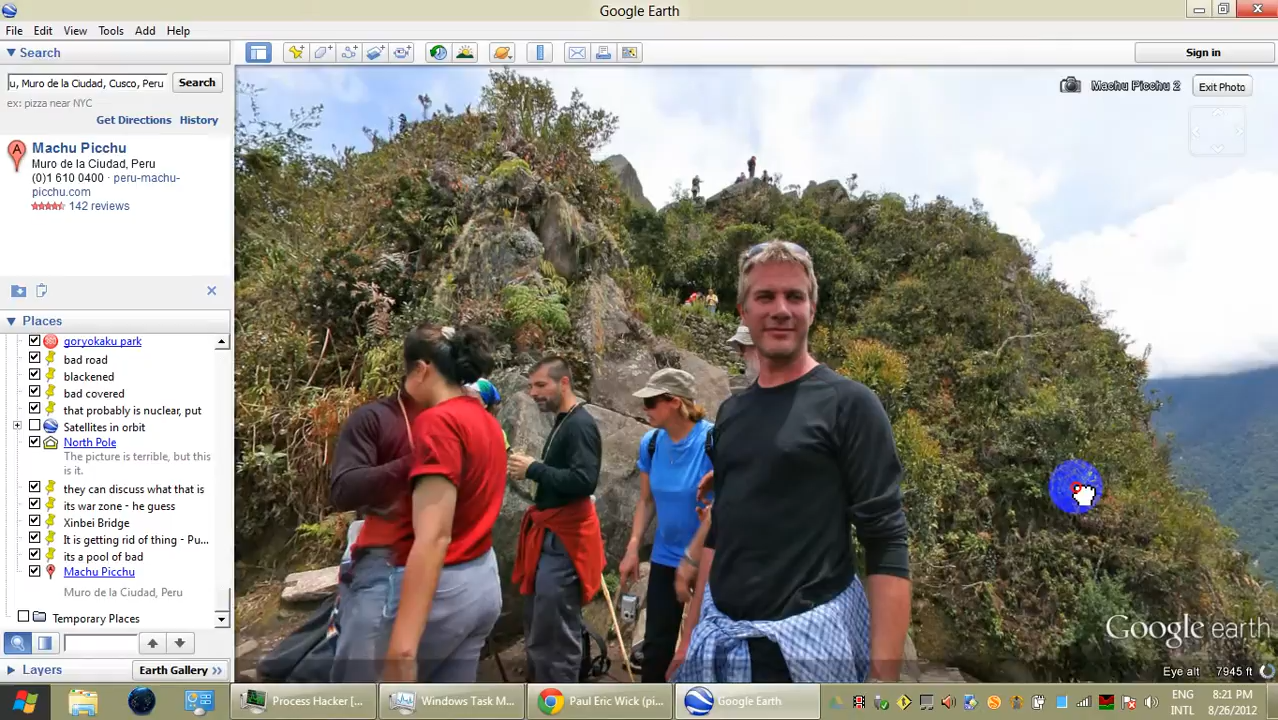 Google Earth
File Edit View Tools Add Help
Search
Sign in
u, Muro de la Ciudad, Cusco, Peru Search
ex: pizza near NYC
Get Directions History
A Machu Picchu
Muro de la Ciudad, Peru
(0)1 610 0400 · peru-machu-
picchu.com
142 reviews
Machu Picchu 2 Exit Photo
Places
goryokaku park
bad road
blackened
bad covered
that probably is nuclear, put
Satellites in orbit
North Pole
The picture is terrible, but this
is it.
they can discuss what that is
its war zone - he guess
Xinbei Bridge
It is getting rid of thing - Pu...
its a pool of bad
Machu Picchu
Muro de la Ciudad, Peru
Temporary Places
Layers Earth Gallery >>
Google earth
Eye alt 7945 ft
Process Hacker [...
Windows Task M...
Paul Eric Wick (pi...
Google Earth
ENG
INTL
8:21 PM
8/26/2012